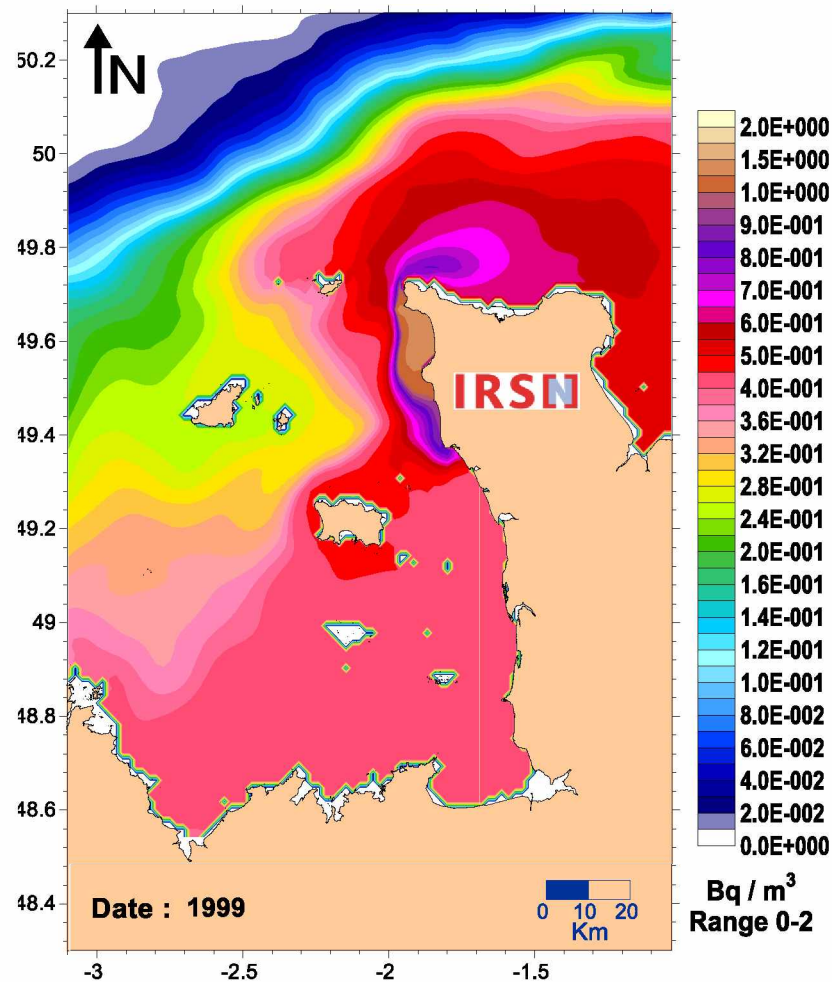 N
50.2
50
49.8
49.6
49.4
49.2
49
48.8
48.6
48.4
-3
-2.5
-2
-1.5
IRSN
Date : 1999
0 10 20
Km
2.0E+000
1.5E+000
1.0E+000
9.0E-001
8.0E-001
7.0E-001
6.0E-001
5.0E-001
4.0E-001
3.6E-001
3.2E-001
2.8E-001
2.4E-001
2.0E-001
1.6E-001
1.2E-001
1.0E-001
8.0E-002
6.0E-002
4.0E-002
2.0E-002
0.0E+000
Bq / m³
Range 0-2